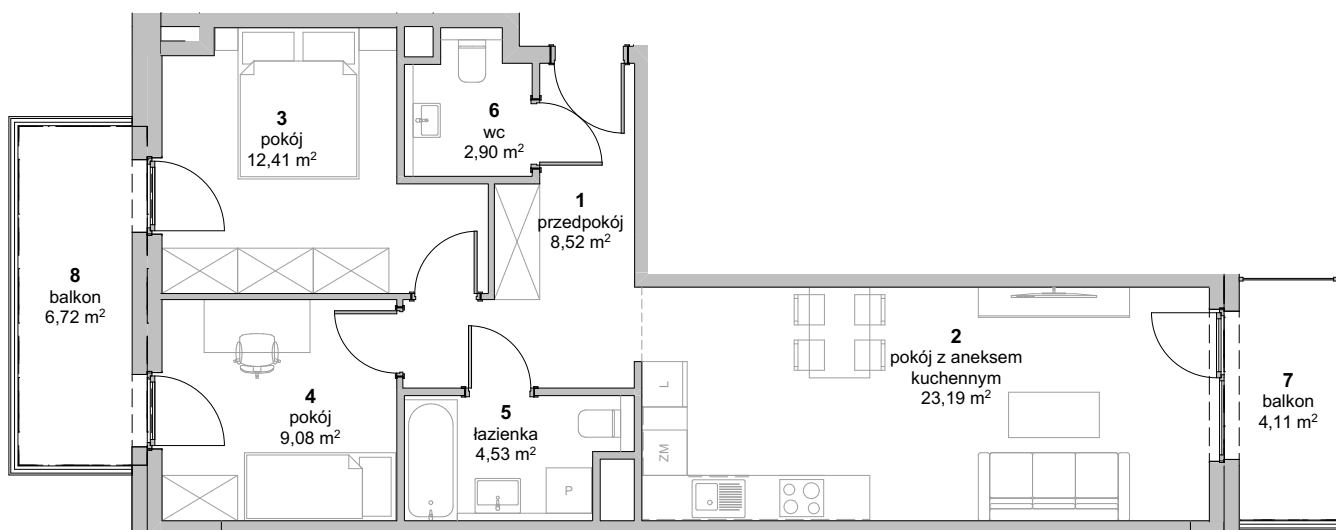 3
pokój
12,41 m²
6
wc
2,90 m²
1
przedpokój
8,52 m²
8
balkon
6,72 m²
2
pokój z aneksem
kuchennym
23,19 m²
7
balkon
4,11 m²
4
pokój
9,08 m²
5
łazienka
4,53 m²
L
ZM
P